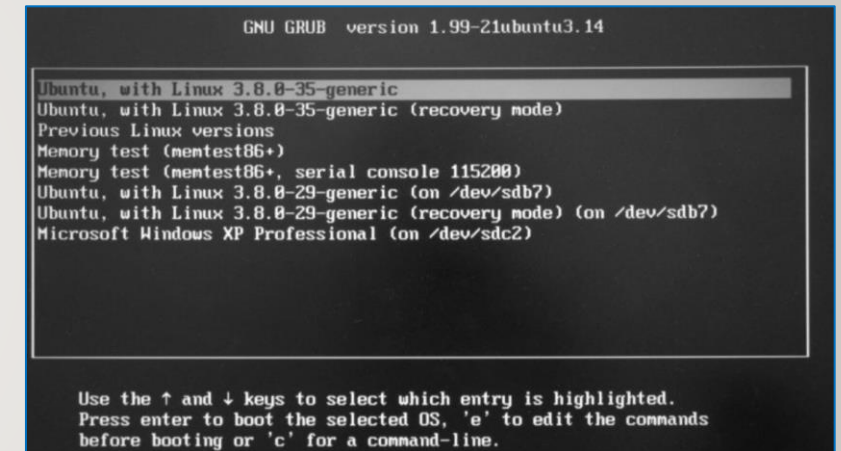 GNU GRUB version 1.99-21ubuntu3.14
Ubuntu, with Linux 3.8.0-35-generic
Ubuntu, with Linux 3.8.0-35-generic (recovery mode)
Previous Linux versions
Memory test (memtest86+)
Memory test (memtest86+, serial console 115200)
Ubuntu, with Linux 3.8.0-29-generic (on /dev/sdb7)
Ubuntu, with Linux 3.8.0-29-generic (recovery mode) (on /dev/sdb7)
Microsoft Windows XP Professional (on /dev/sdc2)
Use the ↑ and ↓ keys to select which entry is highlighted.
Press enter to boot the selected OS, 'e' to edit the commands
before booting or 'c' for a command-line.